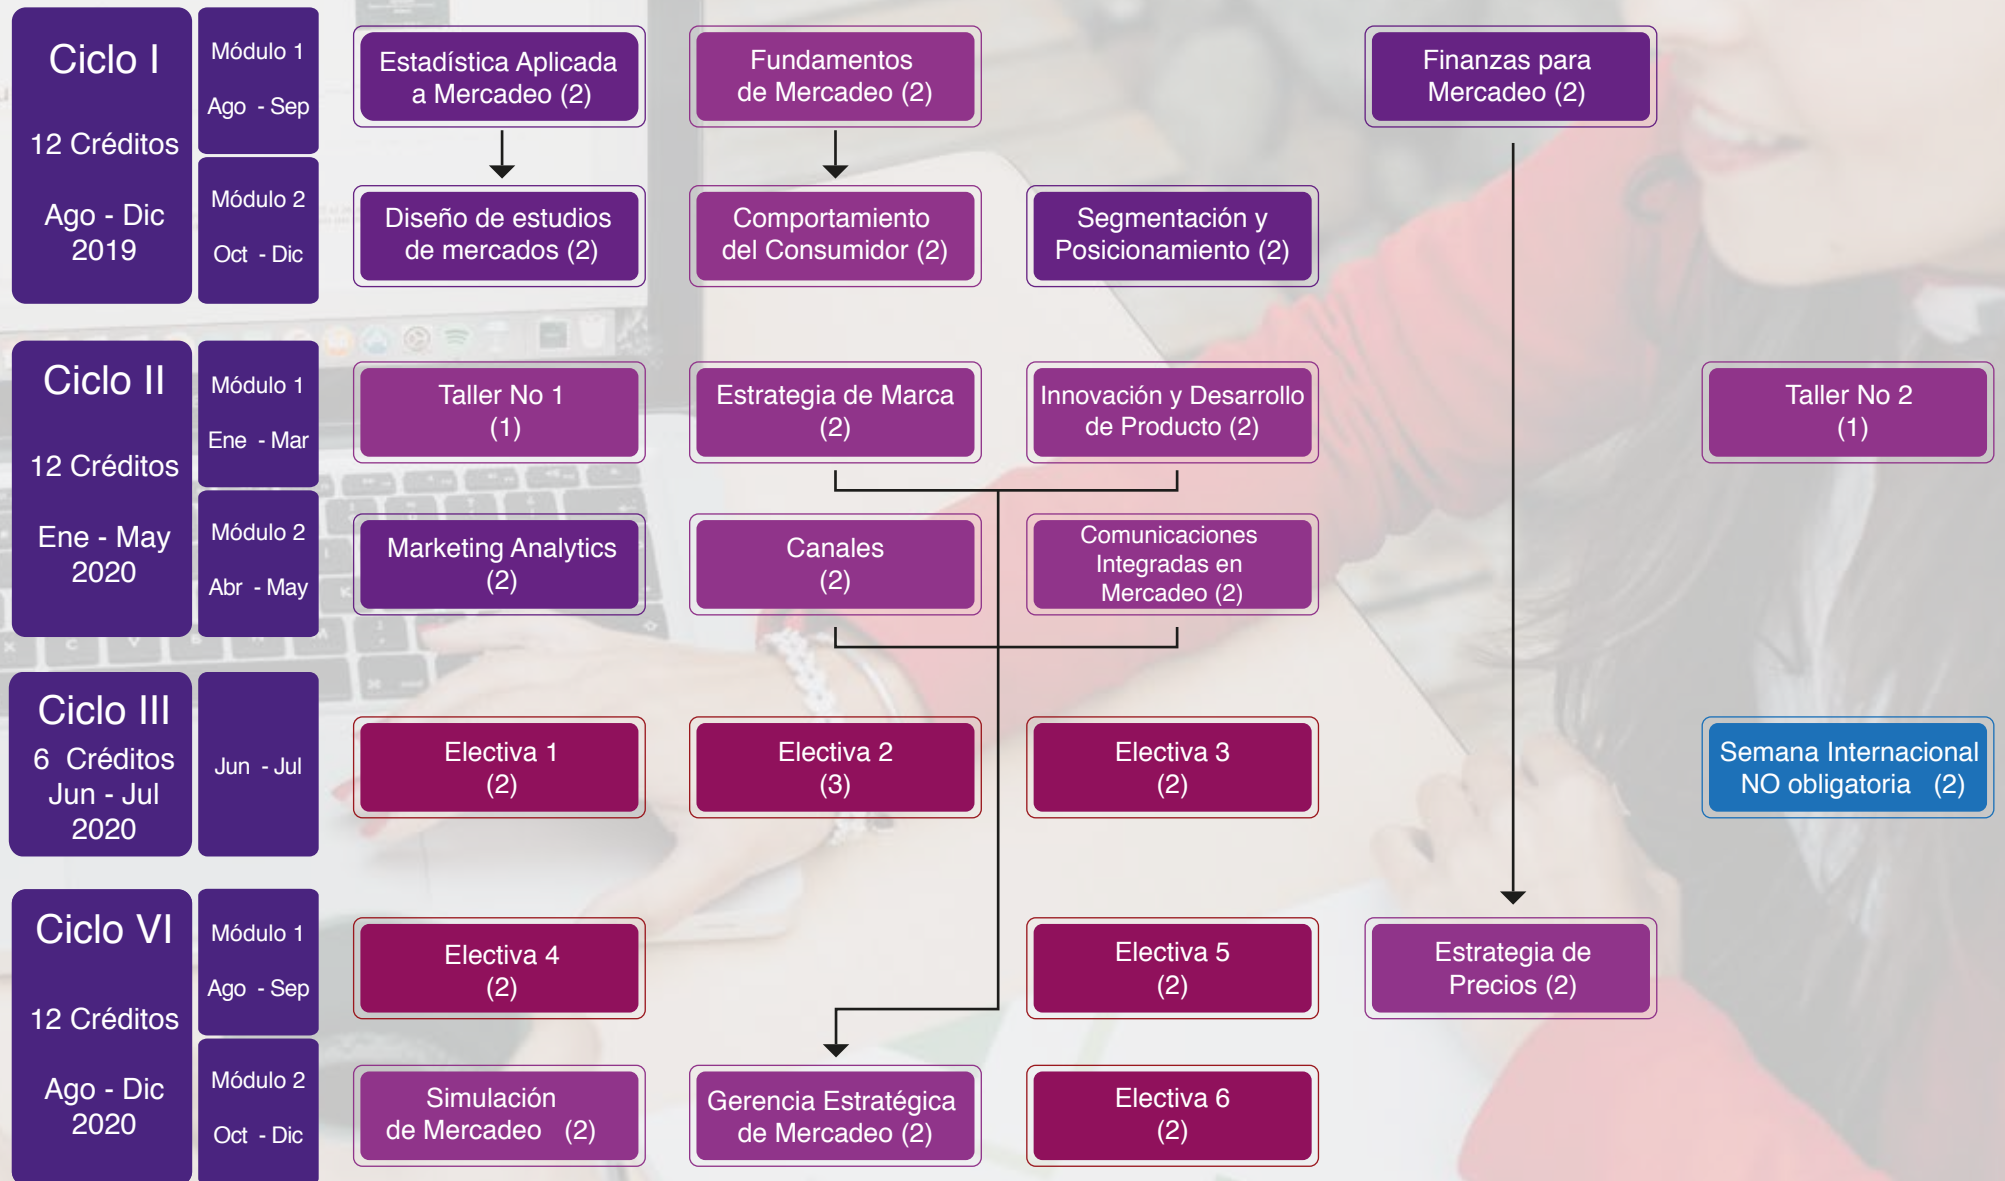 Ciclo I
12 Créditos
Ago - Dic
2019
Módulo 1
Ago - Sep
Módulo 2
Oct - Dic
Estadística Aplicada
a Mercadeo (2)
Fundamentos
de Mercadeo (2)
Finanzas para
Mercadeo (2)
Diseño de estudios
de mercados (2)
Comportamiento
del Consumidor (2)
Segmentación y
Posicionamiento (2)
Ciclo II
12 Créditos
Ene - May
2020
Módulo 1
Ene - Mar
Módulo 2
Abr - May
Taller No 1
(1)
Estrategia de Marca
(2)
Innovación y Desarrollo
de Producto (2)
Taller No 2
(1)
Marketing Analytics
(2)
Canales
(2)
Comunicaciones
Integradas en
Mercadeo (2)
Ciclo III
6 Créditos
Jun - Jul
2020
Jun - Jul
Electiva 1
(2)
Electiva 2
(3)
Electiva 3
(2)
Semana Internacional
NO obligatoria (2)
Ciclo VI
12 Créditos
Ago - Dic
2020
Módulo 1
Ago - Sep
Módulo 2
Oct - Dic
Electiva 4
(2)
Electiva 5
(2)
Estrategia de
Precios (2)
Simulación
de Mercadeo (2)
Gerencia Estratégica
de Mercadeo (2)
Electiva 6
(2)